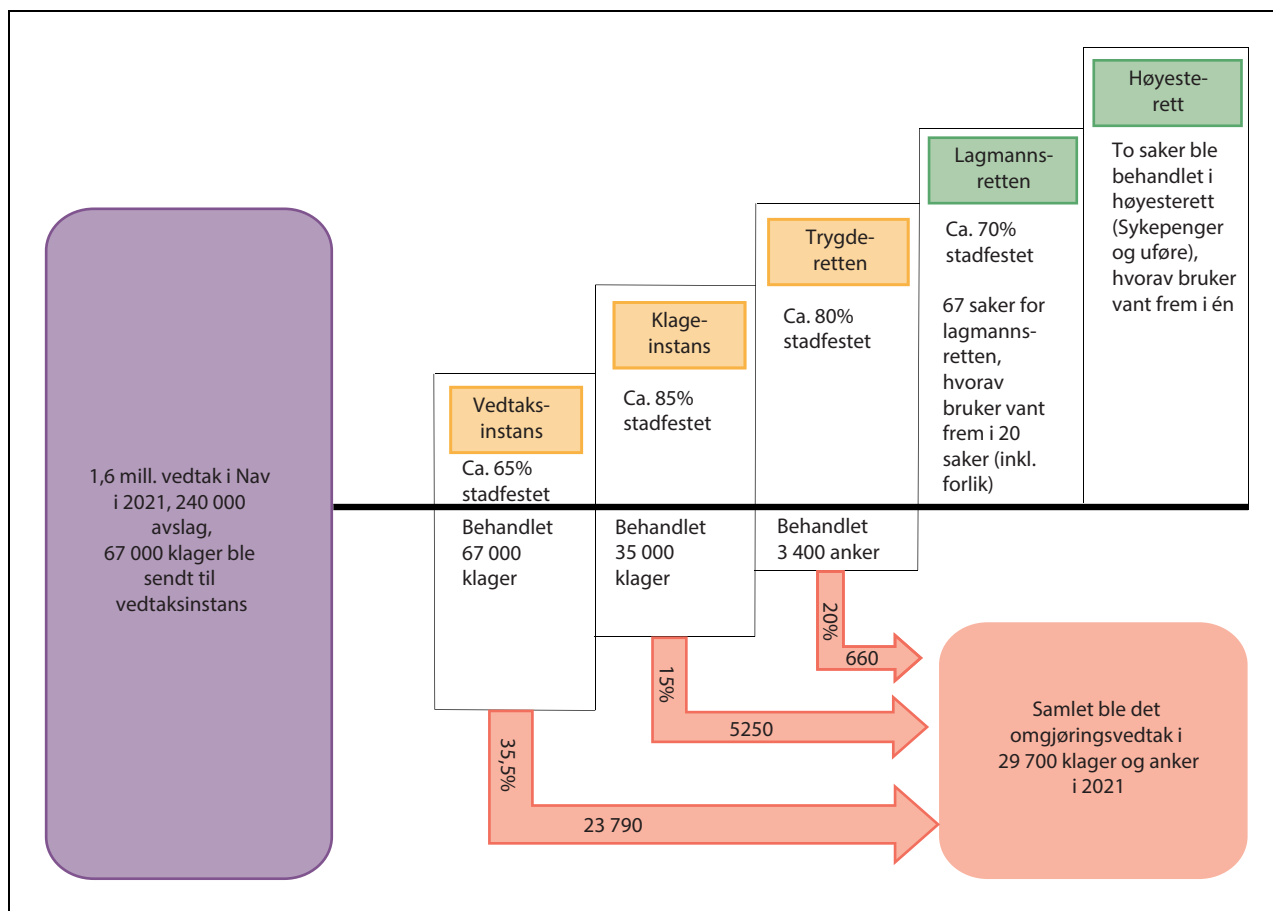 1,6 mill. vedtak i Nav
i 2021, 240 000
avslag,
67 000 klager ble
sendt til
vedtaksinstans
Vedtaks-
instans
Ca. 65%
stadfestet
Behandlet
67 000
klager
Klage-
instans
Ca. 85%
stadfestet
Behandlet
35 000
klager
Trygde-
retten
Ca. 80%
stadfestet
Behandlet
3 400 anker
Lagmanns-
retten
Ca. 70%
stadfestet
67 saker for
lagmanns-
retten,
hvorav
bruker vant
frem i 20
saker (inkl.
forlik)
Høyeste-
rett
To saker ble
behandlet i
høyesterett
(Sykepenger
og uføre),
hvorav bruker
vant frem i én
20%
660
15%
5250
35,5%
23 790
Samlet ble det
omgjøringsvedtak i
29 700 klager og anker
i 2021